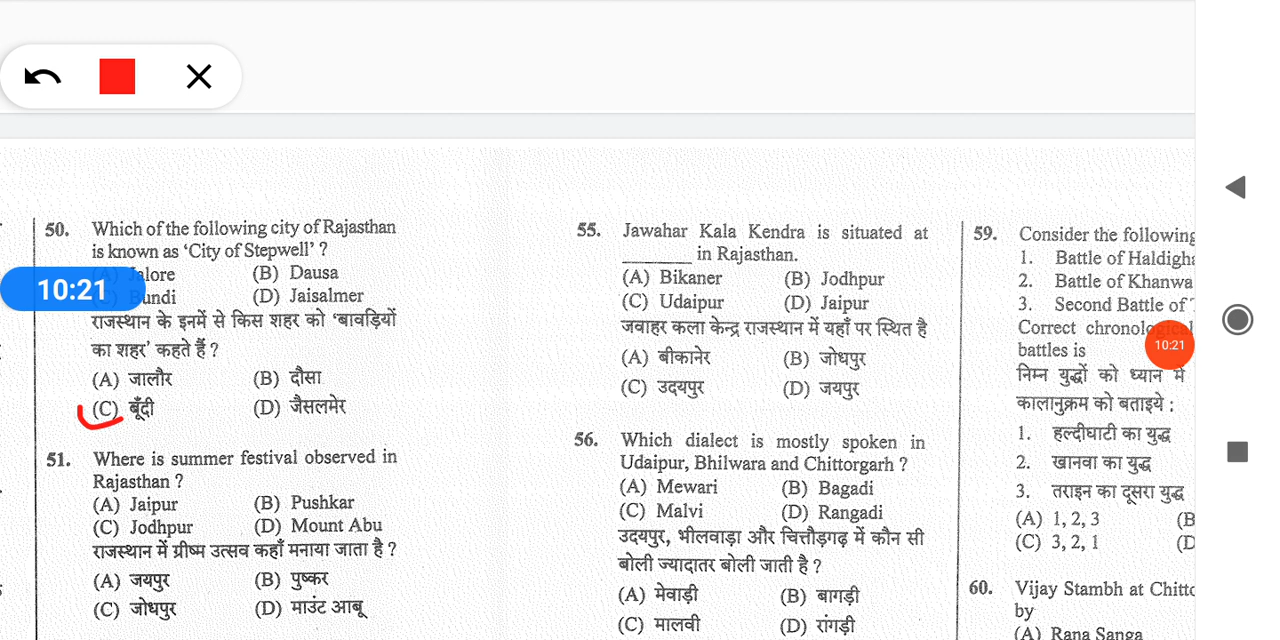 50. Which of the following city of Rajasthan
is known as 'City of Stepwell' ?
(A) Jalore (B) Dausa
10:21
(C) Bundi (D) Jaisalmer
राजस्थान के इनमें से किस शहर को 'बावड़ियों
का शहर' कहते हैं ?
(A) जालौर (B) दौसा
(C) बूँदी (D) जैसलमेर
51. Where is summer festival observed in
Rajasthan ?
(A) Jaipur (B) Pushkar
(C) Jodhpur (D) Mount Abu
राजस्थान में ग्रीष्म उत्सव कहाँ मनाया जाता है ?
(A) जयपुर (B) पुष्कर
(C) जोधपुर (D) माउंट आबू
55. Jawahar Kala Kendra is situated at
______ in Rajasthan.
(A) Bikaner (B) Jodhpur
(C) Udaipur (D) Jaipur
जवाहर कला केन्द्र राजस्थान में यहाँ पर स्थित है
(A) बीकानेर (B) जोधपुर
(C) उदयपुर (D) जयपुर
56. Which dialect is mostly spoken in
Udaipur, Bhilwara and Chittorgarh ?
(A) Mewari (B) Bagadi
(C) Malvi (D) Rangadi
उदयपुर, भीलवाड़ा और चित्तौड़गढ़ में कौन सी
बोली ज्यादातर बोली जाती है ?
(A) मेवाड़ी (B) बागड़ी
(C) मालवी (D) रांगड़ी
59. Consider the following
1. Battle of Haldigh
2. Battle of Khanwa
3. Second Battle of
Correct chronological
battles is
10:21
निम्न युद्धों को ध्यान में
कालानुक्रम को बताइये :
1. हल्दीघाटी का युद्ध
2. खानवा का युद्ध
3. तराइन का दूसरा युद्ध
(A) 1, 2, 3 (B
(C) 3, 2, 1 (D
60. Vijay Stambh at Chitto
by
(A) Rana Sanga